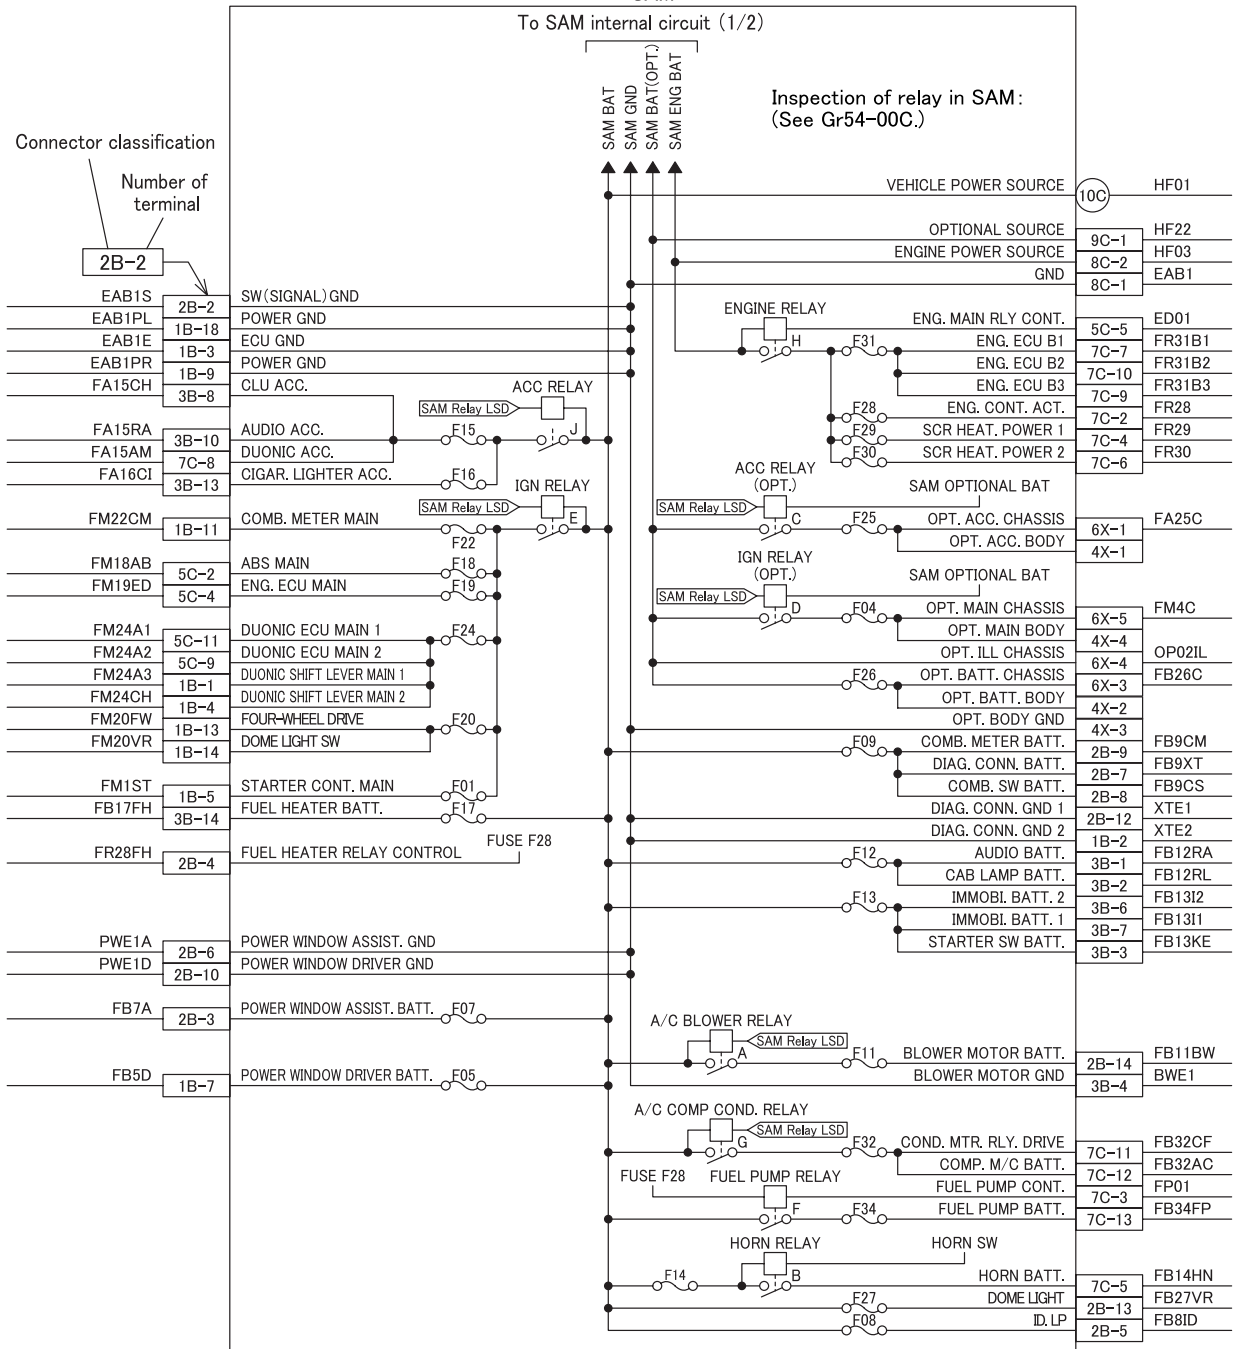 To SAM internal circuit (1/2)
SAM BAT
SAM GND
SAM BAT(OPT.)
SAM ENG BAT
Inspection of relay in SAM:
(See Gr54-00C.)
Connector classification
Number of
terminal
2B-2
VEHICLE POWER SOURCE 10C HF01
OPTIONAL SOURCE 9C-1 HF22
ENGINE POWER SOURCE 8C-2 HF03
GND 8C-1 EAB1
EAB1S 2B-2 SW(SIGNAL)GND
EAB1PL 1B-18 POWER GND
EAB1E 1B-3 ECU GND
EAB1PR 1B-9 POWER GND
FA15CH 3B-8 CLU ACC.
ACC RELAY
SAM Relay LSD
J
FA15RA 3B-10 AUDIO ACC. F15
FA15AM 7C-8 DUONIC ACC.
FA16CI 3B-13 CIGAR. LIGHTER ACC. F16
IGN RELAY
SAM Relay LSD
E
FM22CM 1B-11 COMB. METER MAIN F22
FM18AB 5C-2 ABS MAIN F18
FM19ED 5C-4 ENG. ECU MAIN F19
FM24A1 5C-11 DUONIC ECU MAIN 1 F24
FM24A2 5C-9 DUONIC ECU MAIN 2
FM24A3 1B-1 DUONIC SHIFT LEVER MAIN 1
FM24CH 1B-4 DUONIC SHIFT LEVER MAIN 2
FM20FW 1B-13 FOUR-WHEEL DRIVE F20
FM20VR 1B-14 DOME LIGHT SW
FM1ST 1B-5 STARTER CONT. MAIN F01
FB17FH 3B-14 FUEL HEATER BATT. F17
FR28FH 2B-4 FUEL HEATER RELAY CONTROL FUSE F28
PWE1A 2B-6 POWER WINDOW ASSIST. GND
PWE1D 2B-10 POWER WINDOW DRIVER GND
FB7A 2B-3 POWER WINDOW ASSIST. BATT. F07
FB5D 1B-7 POWER WINDOW DRIVER BATT. F05
ENGINE RELAY
H
ENG. MAIN RLY CONT. 5C-5 ED01
F31 ENG. ECU B1 7C-7 FR31B1
ENG. ECU B2 7C-10 FR31B2
ENG. ECU B3 7C-9 FR31B3
F28 ENG. CONT. ACT. 7C-2 FR28
F29 SCR HEAT. POWER 1 7C-4 FR29
F30 SCR HEAT. POWER 2 7C-6 FR30
ACC RELAY
(OPT.)
SAM OPTIONAL BAT
SAM Relay LSD
C
F25 OPT. ACC. CHASSIS 6X-1 FA25C
OPT. ACC. BODY 4X-1
IGN RELAY
(OPT.)
SAM OPTIONAL BAT
SAM Relay LSD
D
F04 OPT. MAIN CHASSIS 6X-5 FM4C
OPT. MAIN BODY 4X-4
OPT. ILL CHASSIS 6X-4 OP02IL
F26 OPT. BATT. CHASSIS 6X-3 FB26C
OPT. BATT. BODY 4X-2
OPT. BODY GND 4X-3
F09 COMB. METER BATT. 2B-9 FB9CM
DIAG. CONN. BATT. 2B-7 FB9XT
COMB. SW BATT. 2B-8 FB9CS
DIAG. CONN. GND 1 2B-12 XTE1
DIAG. CONN. GND 2 1B-2 XTE2
F12 AUDIO BATT. 3B-1 FB12RA
CAB LAMP BATT. 3B-2 FB12RL
F13 IMMOBI. BATT. 2 3B-6 FB13I2
IMMOBI. BATT. 1 3B-7 FB13I1
STARTER SW BATT. 3B-3 FB13KE
A/C BLOWER RELAY
SAM Relay LSD
A
F11 BLOWER MOTOR BATT. 2B-14 FB11BW
BLOWER MOTOR GND 3B-4 BWE1
A/C COMP COND. RELAY
SAM Relay LSD
G
F32 COND. MTR. RLY. DRIVE 7C-11 FB32CF
COMP. M/C BATT. 7C-12 FB32AC
FUSE F28 FUEL PUMP RELAY
FUEL PUMP CONT. 7C-3 FP01
F
F34 FUEL PUMP BATT. 7C-13 FB34FP
HORN RELAY HORN SW
F14 B HORN BATT. 7C-5 FB14HN
F27 DOME LIGHT 2B-13 FB27VR
F08 ID. LP 2B-5 FB8ID